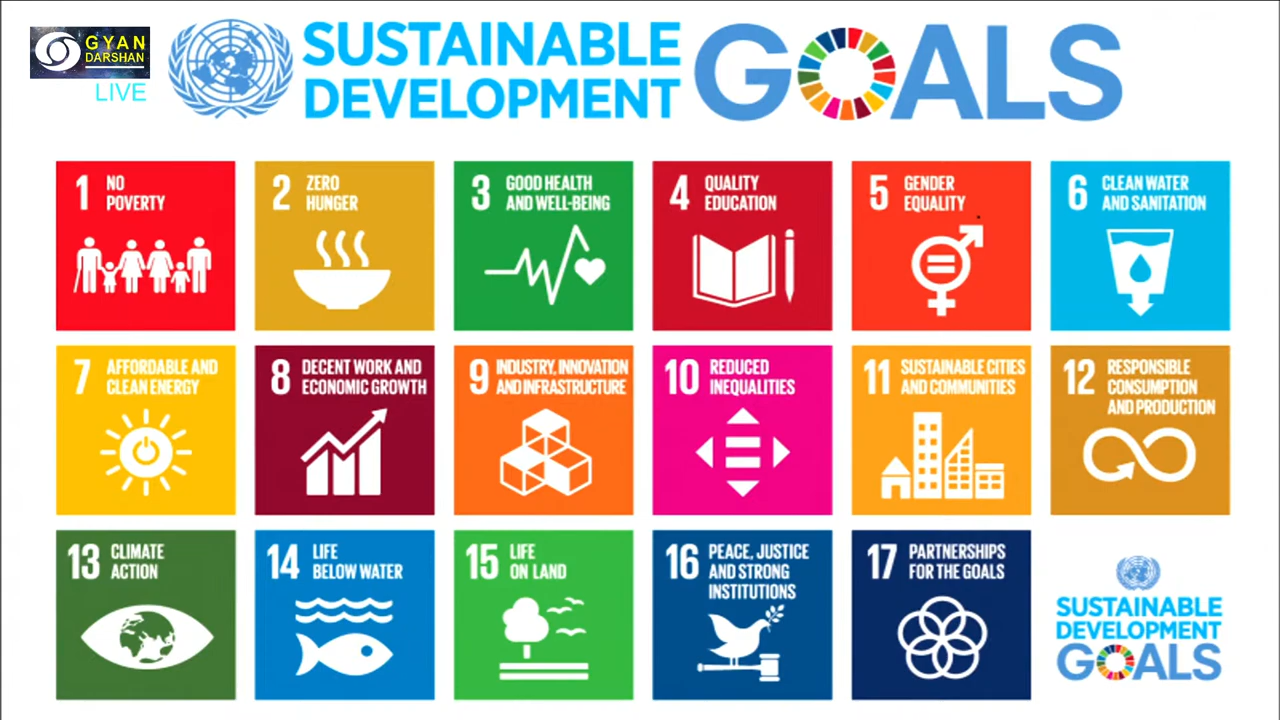 GYAN
DARSHAN
LIVE
SUSTAINABLE
DEVELOPMENT
GOALS
1 NO
POVERTY
2 ZERO
HUNGER
3 GOOD HEALTH
AND WELL-BEING
4 QUALITY
EDUCATION
5 GENDER
EQUALITY
6 CLEAN WATER
AND SANITATION
7 AFFORDABLE AND
CLEAN ENERGY
8 DECENT WORK AND
ECONOMIC GROWTH
9 INDUSTRY, INNOVATION
AND INFRASTRUCTURE
10 REDUCED
INEQUALITIES
11 SUSTAINABLE CITIES
AND COMMUNITIES
12 RESPONSIBLE
CONSUMPTION
AND PRODUCTION
13 CLIMATE
ACTION
14 LIFE
BELOW WATER
15 LIFE
ON LAND
16 PEACE, JUSTICE
AND STRONG
INSTITUTIONS
17 PARTNERSHIPS
FOR THE GOALS
SUSTAINABLE
DEVELOPMENT
GOALS